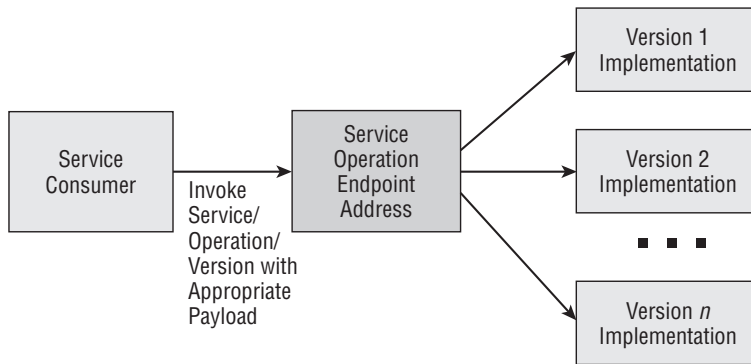 Service
Consumer
Invoke
Service/
Operation/
Version with
Appropriate
Payload
Service
Operation
Endpoint
Address
Version 1
Implementation
Version 2
Implementation
Version n
Implementation